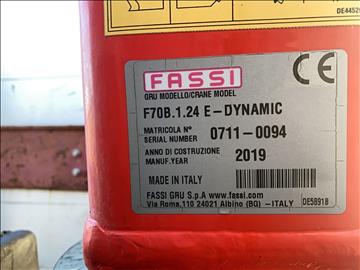 DE4452
FASSI
CE
GRU MODELLO/CRANE MODEL
F70B.1.24 E-DYNAMIC
MATRICOLA N°
SERIAL NUMBER
0711-0094
ANNO DI COSTRUZIONE
MANUF.YEAR
2019
MADE IN ITALY
FASSI GRU S.p.A www.fassi.com
Via Roma,110 24021 Albino (BG) -ITALY
DE5891B